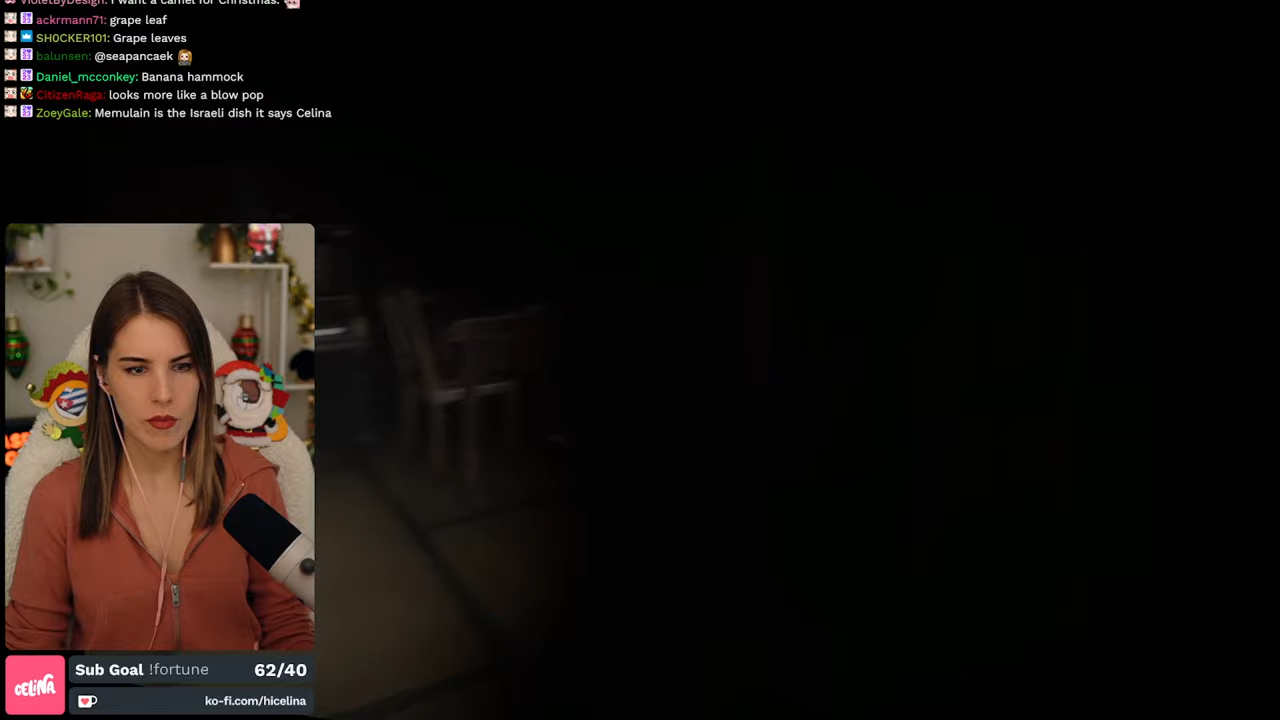 VioletByDesign: I want a camel for Christmas.
ackrmann71: grape leaf
SH0CKER101: Grape leaves
balunsen: @seapancaek
Daniel_mcconkey: Banana hammock
CitizenRaga: looks more like a blow pop
ZoeyGale: Memulain is the Israeli dish it says Celina
CELINA
Sub Goal !fortune 62/40
ko-fi.com/hicelina